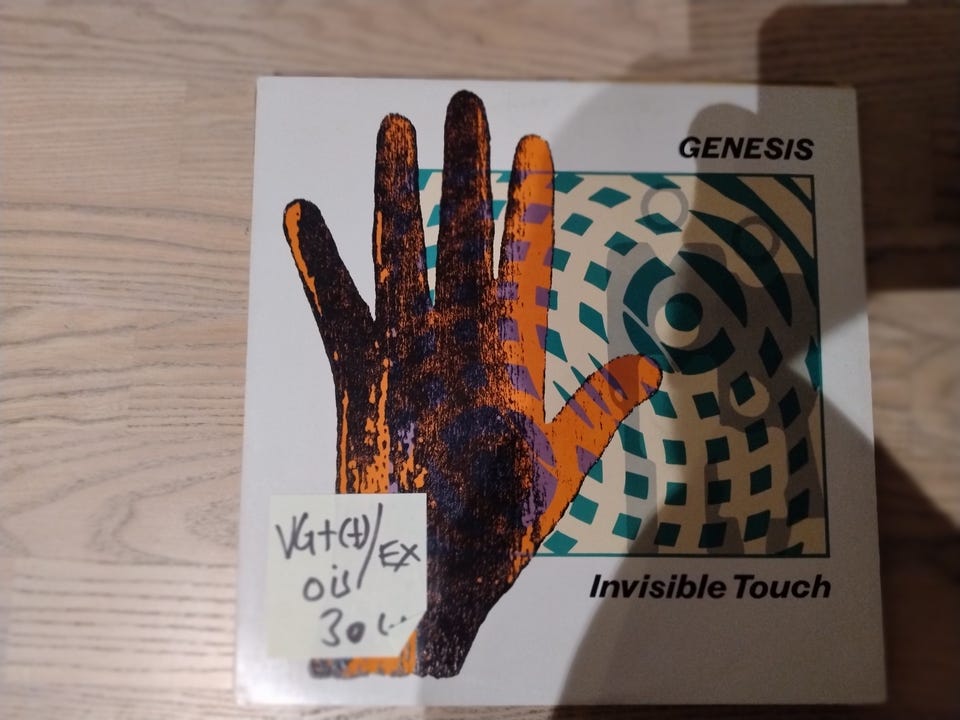 GENESIS
Invisible Touch
VG+(+)/EX
OIS
30